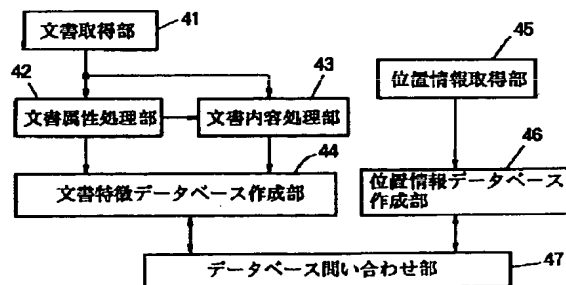 文書取得部
41
45
42
43
位置情報取得部
文書属性処理部
文書内容処理部
44
46
文書特徴データベース作成部
位置情報データベース
作成部
データベース問い合わせ部
47